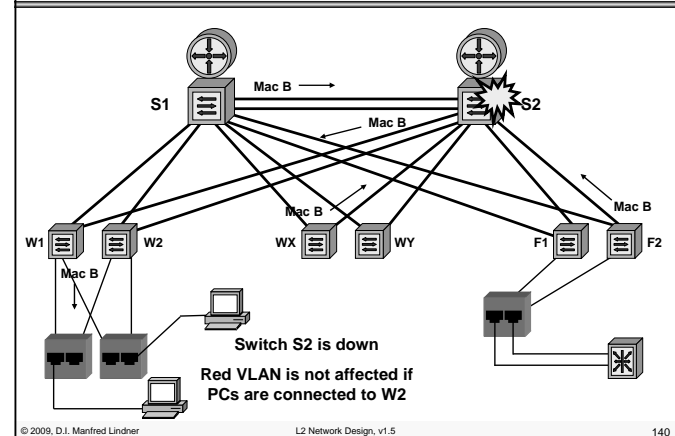 Mac B
S1
S2
Mac B
Mac B
Mac B
W1
W2
WX
WY
F1
F2
Mac B
Switch S2 is down
Red VLAN is not affected if
PCs are connected to W2
© 2009, D.I. Manfred Lindner
L2 Network Design, v1.5
140